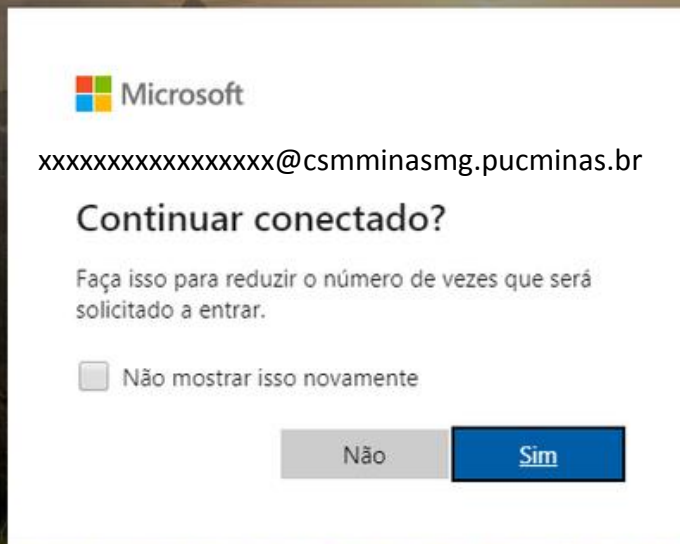 Microsoft
xxxxxxxxxxxxxxxxx@csmminasmg.pucminas.br
Continuar conectado?
Faça isso para reduzir o número de vezes que será
solicitado a entrar.
Não mostrar isso novamente
Não
Sim